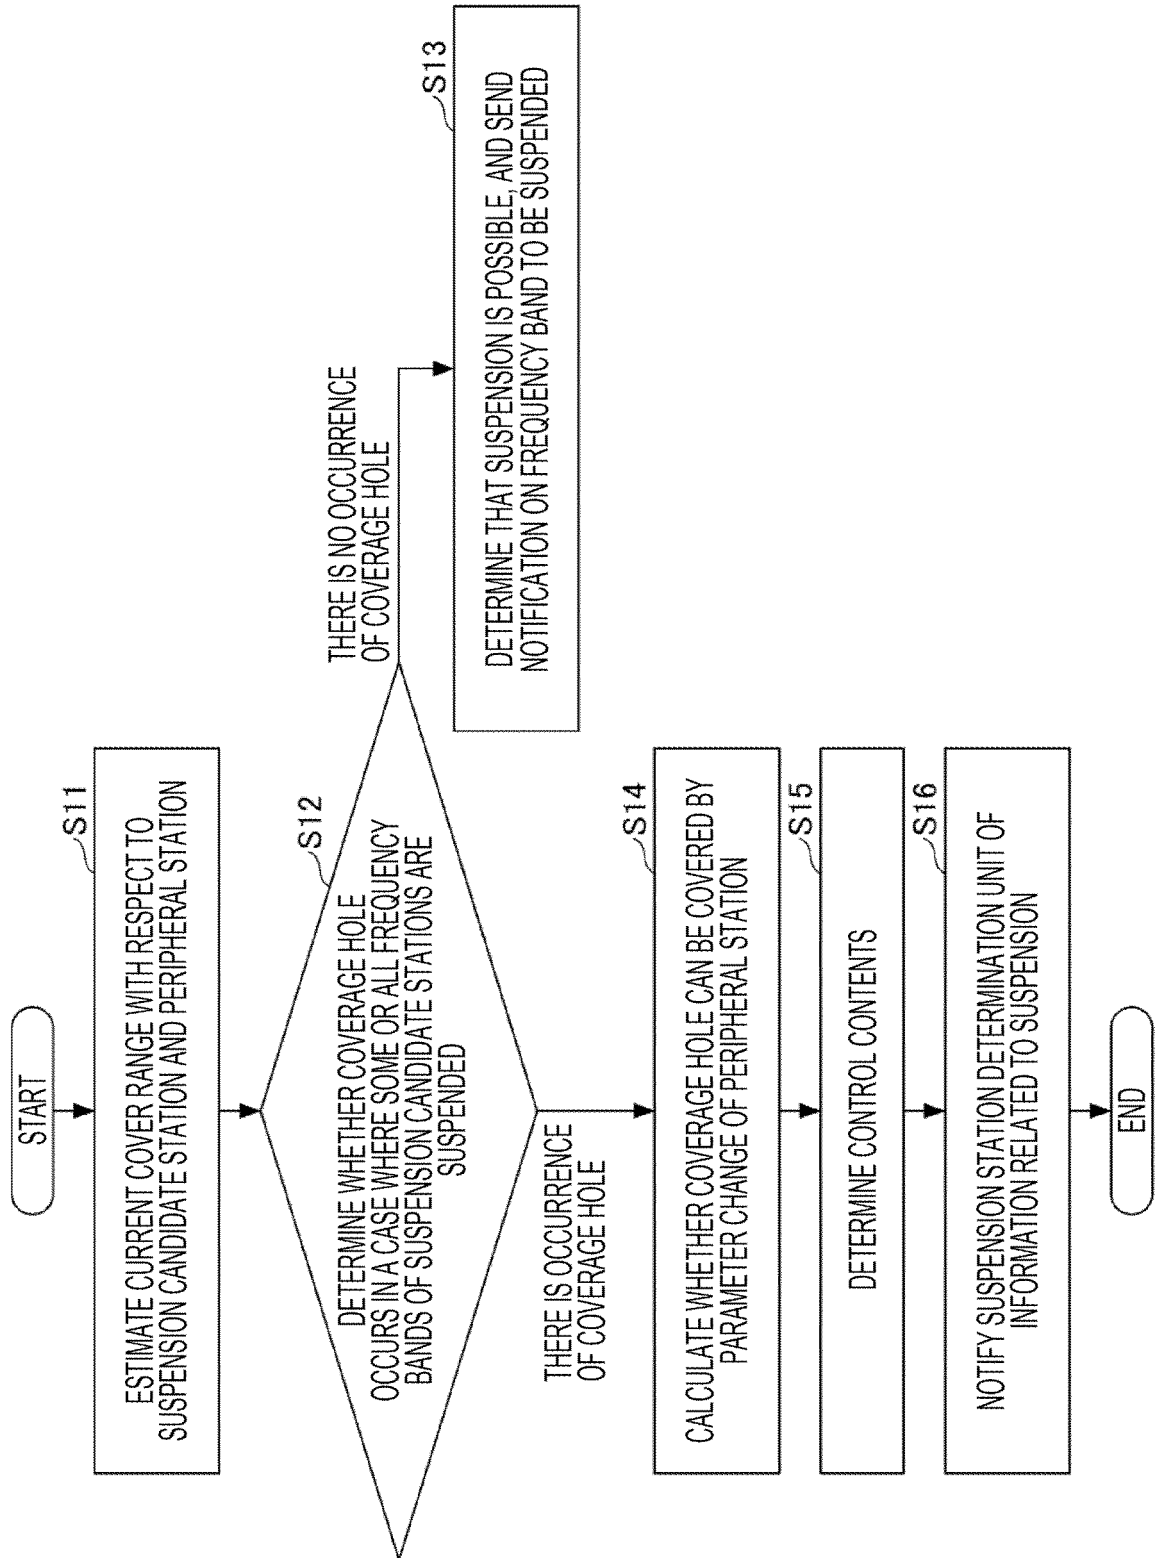 START
S11
ESTIMATE CURRENT COVER RANGE WITH RESPECT TO
SUSPENSION CANDIDATE STATION AND PERIPHERAL STATION
S12
DETERMINE WHETHER COVERAGE HOLE
OCCURS IN A CASE WHERE SOME OR ALL FREQUENCY
BANDS OF SUSPENSION CANDIDATE STATIONS ARE
SUSPENDED
THERE IS NO OCCURRENCE
OF COVERAGE HOLE
S13
DETERMINE THAT SUSPENSION IS POSSIBLE, AND SEND
NOTIFICATION ON FREQUENCY BAND TO BE SUSPENDED
THERE IS OCCURRENCE
OF COVERAGE HOLE
S14
CALCULATE WHETHER COVERAGE HOLE CAN BE COVERED BY
PARAMETER CHANGE OF PERIPHERAL STATION
S15
DETERMINE CONTROL CONTENTS
S16
NOTIFY SUSPENSION STATION DETERMINATION UNIT OF
INFORMATION RELATED TO SUSPENSION
END